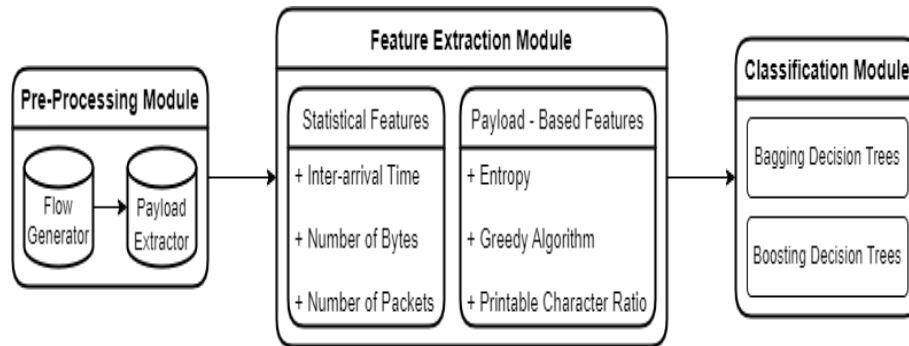 Pre-Processing Module
Flow
Generator
Payload
Extractor
Feature Extraction Module
Statistical Features
+ Inter-arrival Time
+ Number of Bytes
+ Number of Packets
Payload - Based Features
+ Entropy
+ Greedy Algorithm
+ Printable Character Ratio
Classification Module
Bagging Decision Trees
Boosting Decision Trees